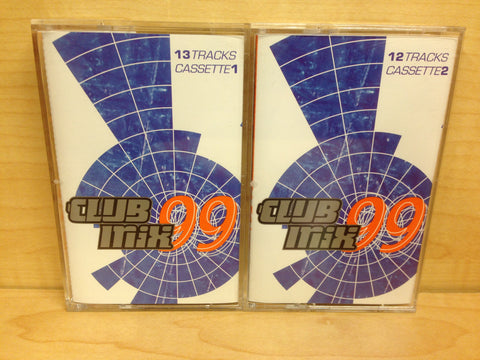 13 TRACKS
CASSETTE 1
CLUB
mix 99
12 TRACKS
CASSETTE 2
CLUB
mix 99